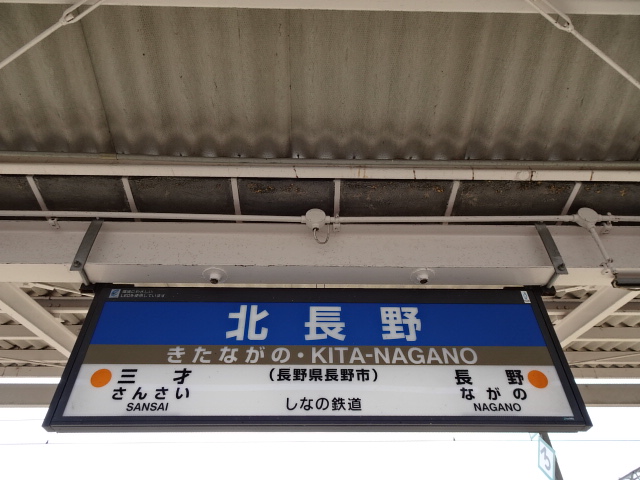 北長野
きたながの・KITA-NAGANO
三才
さんさい
SANSAI
(長野県長野市)
しなの鉄道
長野
ながの
NAGANO